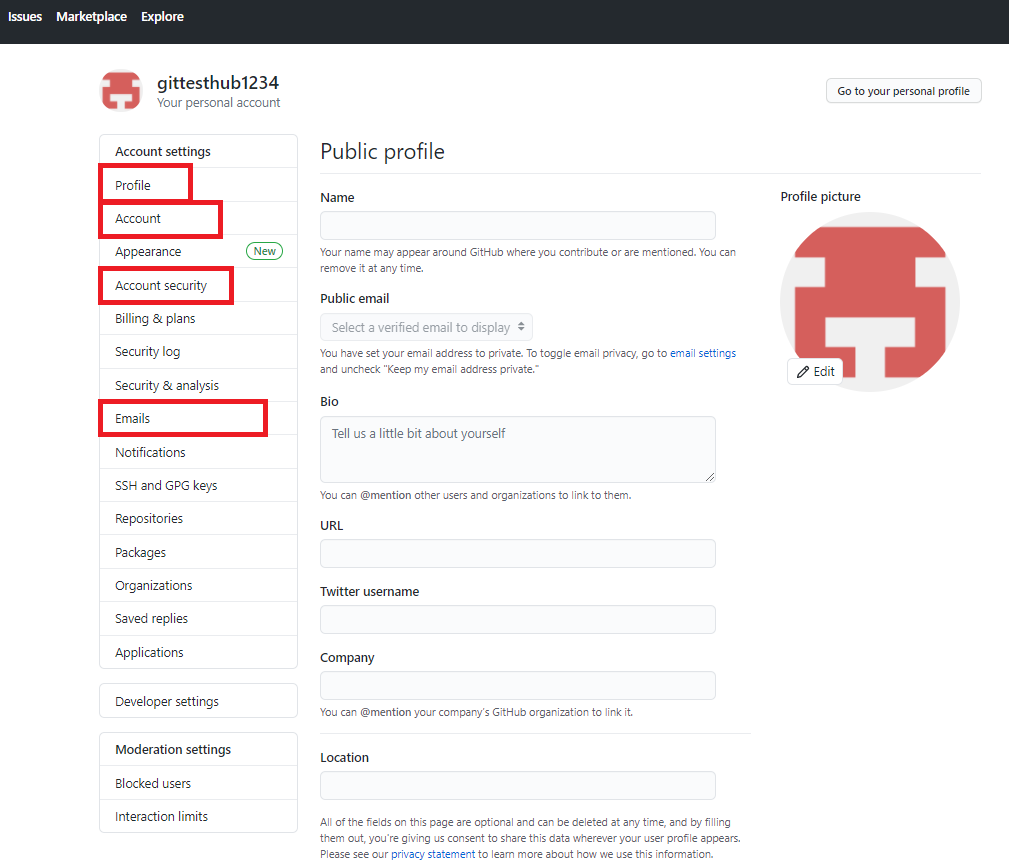 Issues Marketplace Explore
gittesthub1234
Your personal account
Go to your personal profile
Account settings
Profile
Account
Appearance New
Account security
Billing & plans
Security log
Security & analysis
Emails
Notifications
SSH and GPG keys
Repositories
Packages
Organizations
Saved replies
Applications
Developer settings
Moderation settings
Blocked users
Interaction limits
Public profile
Name
Your name may appear around GitHub where you contribute or are mentioned. You can
remove it at any time.
Public email
Select a verified email to display
You have set your email address to private. To toggle email privacy, go to email settings
and uncheck "Keep my email address private."
Bio
Tell us a little bit about yourself
You can @mention other users and organizations to link to them.
URL
Twitter username
Company
You can @mention your company's GitHub organization to link it.
Location
All of the fields on this page are optional and can be deleted at any time, and by filling
them out, you're giving us consent to share this data wherever your user profile appears.
Please see our privacy statement to learn more about how we use this information.
Profile picture
Edit